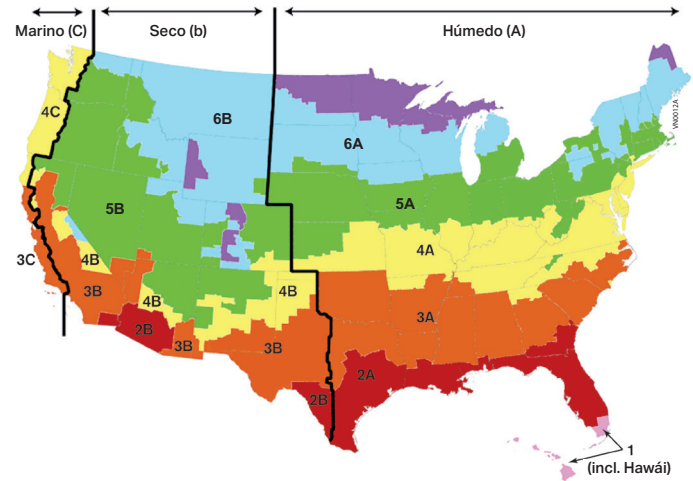 Marino (C)
Seco (b)
Húmedo (A)
VN0012A
4C
6B
6A
5B
5A
4A
3C
4B
3B
4B
4B
2B
3B
3B
3A
2A
2B
1
(incl. Hawái)